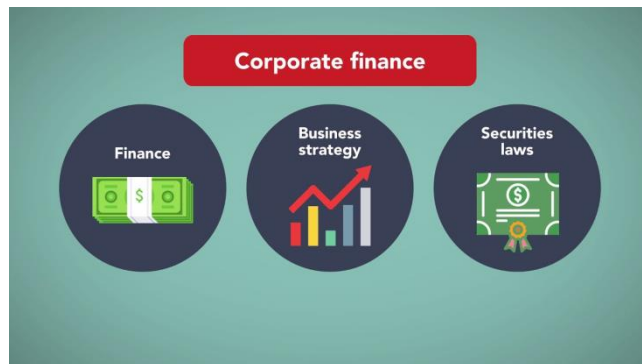 Corporate finance
Finance
Business
strategy
Securities
laws
$
$